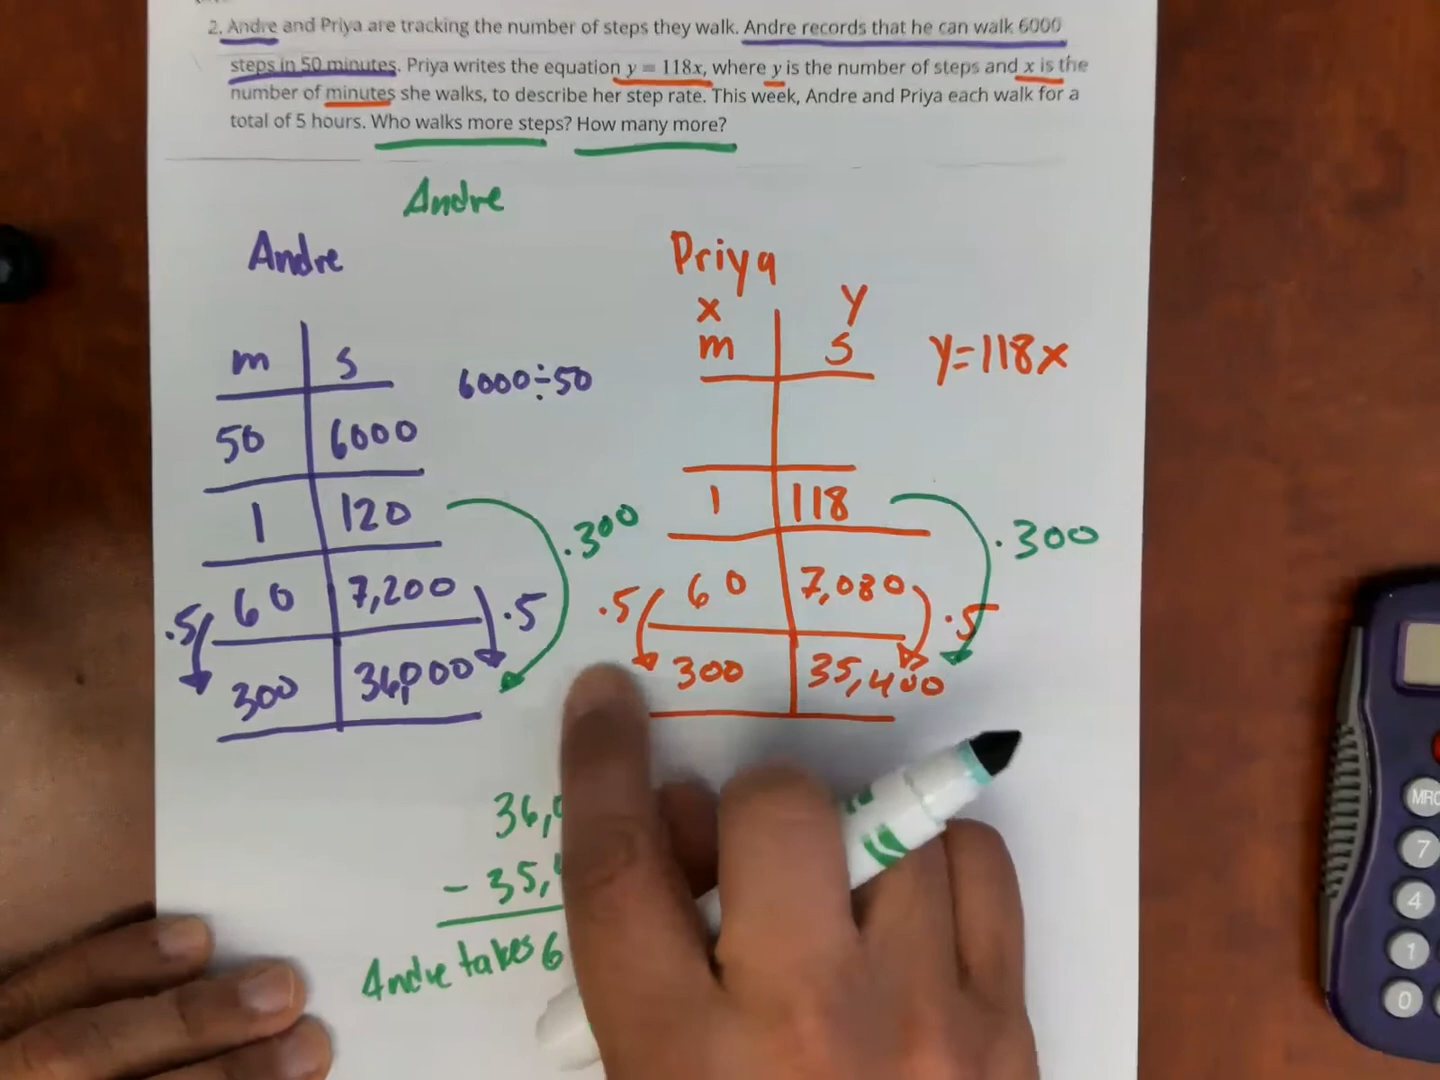 2. Andre and Priya are tracking the number of steps they walk. Andre records that he can walk 6000
steps in 50 minutes. Priya writes the equation y = 118x, where y is the number of steps and x is the
number of minutes she walks, to describe her step rate. This week, Andre and Priya each walk for a
total of 5 hours. Who walks more steps? How many more?
Andre
Andre
m s
6000÷50
50 6000
1 120
·300
60 7,200
·5 ·5
300 36,000
Priya
x y
m s
y=118x
1 118
·300
60 7,080
·5 ·5
300 35,400
36,
- 35,
Andre takes 6
MRC
7
4
1
0